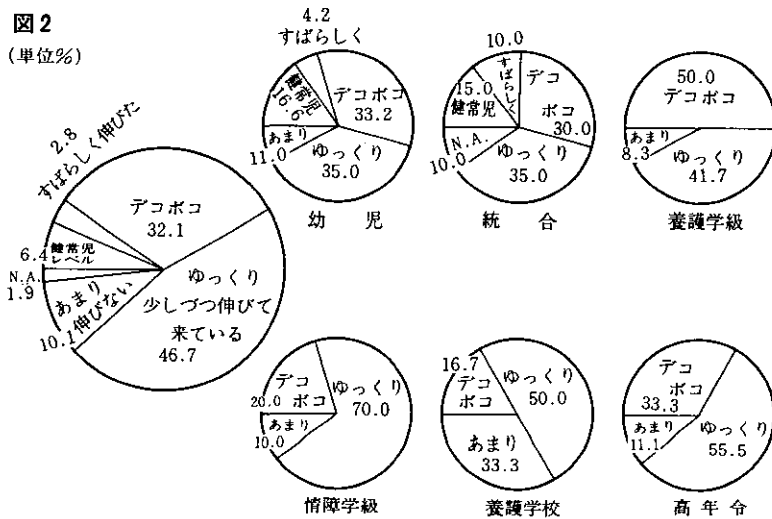 図2
(単位%)
2.8
すばらしく伸びた
デコボコ
32.1
6.4
健常児
レベル
N.A.
1.9
あまり
伸びない
10.1
ゆっくり
少しづつ伸びて
来ている
46.7
4.2
すばらしく
健常児
16.6
デコボコ
33.2
あまり
11.0
ゆっくり
35.0
幼児
10.0
すばらしく
15.0
健常児
デコ
ボコ
30.0
N.A.
10.0
ゆっくり
35.0
統合
50.0
デコボコ
あまり
8.3
ゆっくり
41.7
養護学級
デコ
ボコ
20.0
ゆっくり
70.0
あまり
10.0
情障学級
16.7
デコ
ボコ
ゆっくり
50.0
あまり
33.3
養護学校
デコ
ボコ
33.3
あまり
11.1
ゆっくり
55.5
高年令